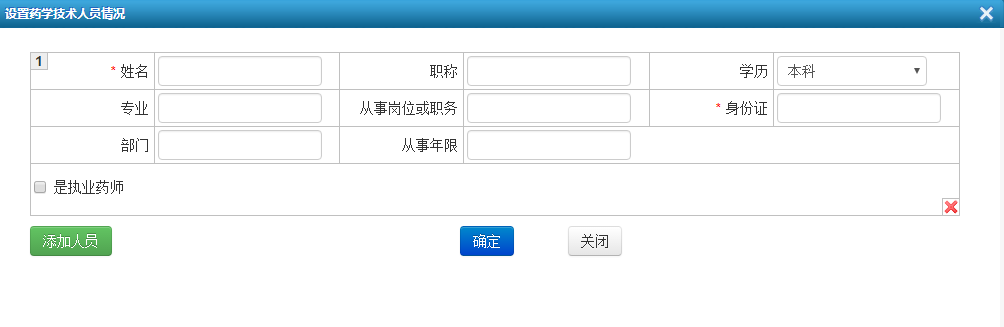 设置药学技术人员情况
1
* 姓名 职称 学历 本科
专业 从事岗位或职务 * 身份证
部门 从事年限
是执业药师
添加人员 确定 关闭